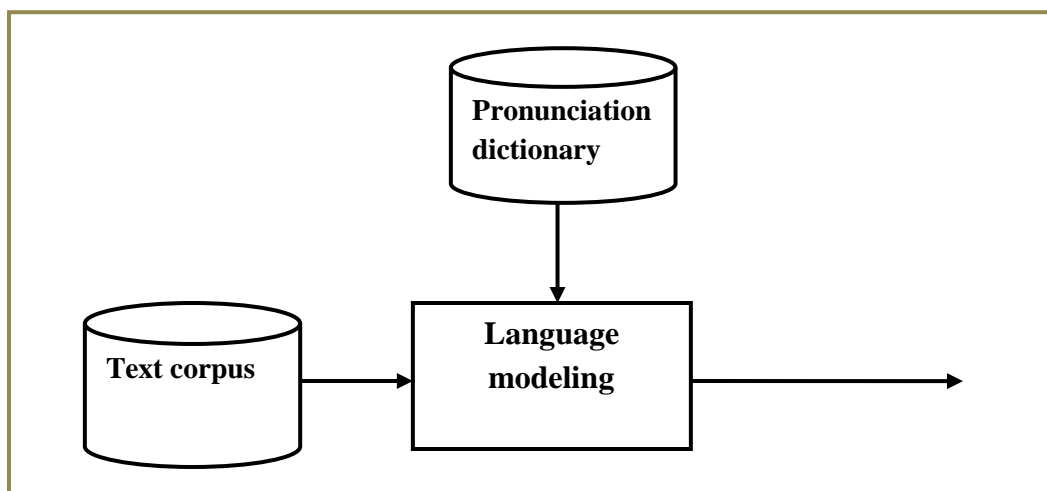 Pronunciation
dictionary
Language
modeling
Text corpus